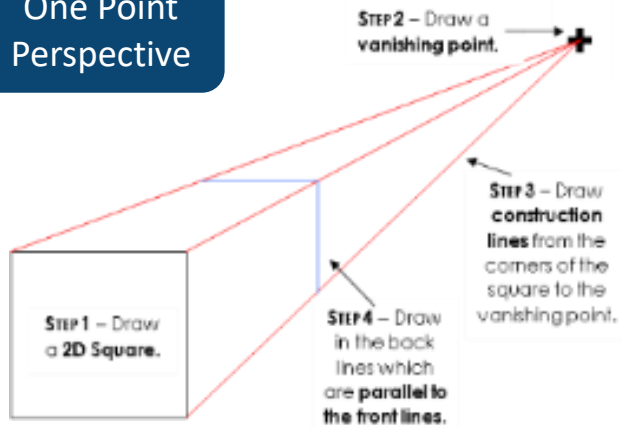 One Point
Perspective
STEP 2 – Draw a
vanishing point.
STEP 3 – Draw
construction
lines from the
corners of the
square to the
vanishing point.
STEP 1 – Draw
a 2D Square.
STEP 4 – Draw
in the back
lines which
are parallel to
the front lines.